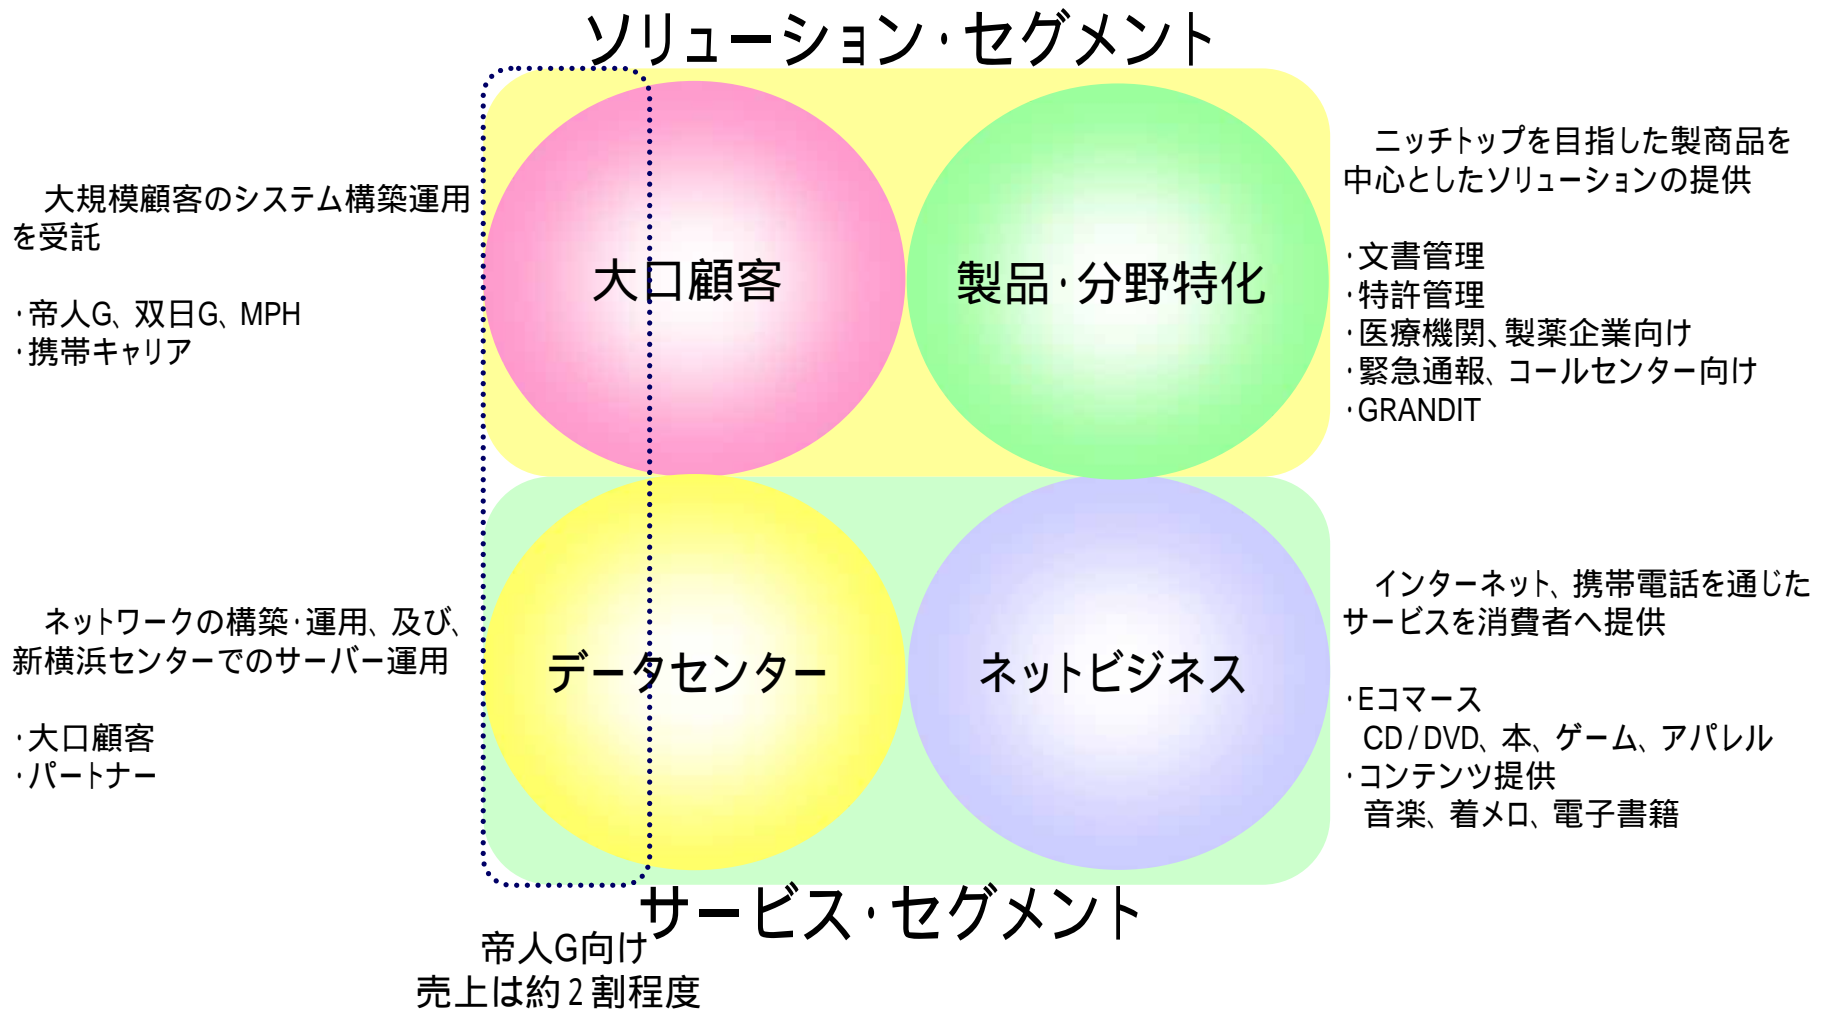 ソリューション・セグメント
大規模顧客のシステム構築運用
を受託
・帝人G、双日G、MPH
・携帯キャリア
大口顧客
製品・分野特化
ニッチトップを目指した製商品を
中心としたソリューションの提供
・文書管理
・特許管理
・医療機関、製薬企業向け
・緊急通報、コールセンター向け
・GRANDIT
ネットワークの構築・運用、及び、
新横浜センターでのサーバー運用
・大口顧客
・パートナー
データセンター
ネットビジネス
インターネット、携帯電話を通じた
サービスを消費者へ提供
・Eコマース
CD/DVD、本、ゲーム、アパレル
・コンテンツ提供
音楽、着メロ、電子書籍
サービス・セグメント
帝人G向け
売上は約2割程度